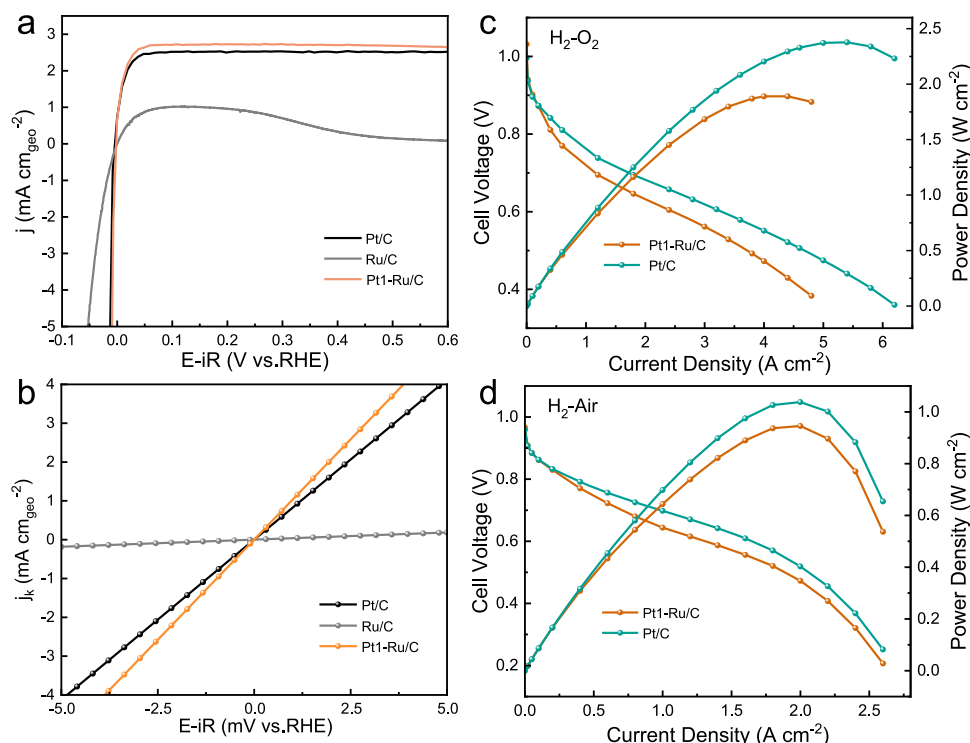 a
j (mA cm_geo^-2)
3
2
1
0
-1
-2
-3
-4
-5
Pt/C
Ru/C
Pt1-Ru/C
0.0 0.1 0.2 0.3 0.4 0.5 0.6
E-iR (V vs.RHE)
c
H2-O2
Cell Voltage (V)
1.0
0.8
0.6
0.4
Pt1-Ru/C
Pt/C
2.5
2.0
1.5
1.0
0.5
0.0
Power Density (W cm-2)
0 1 2 3 4 5 6
Current Density (A cm-2)
b
jk (mA cm_geo^-2)
4
2
0
-1
-2
-3
4
Pt/C
Ru/C
Pt1-Ru/C
-5.0 -2.5 0.0 2.5 5.0
E-iR (mV vs.RHE)
d
H2-Air
Cell Voltage (V)
1.0
0.8
0.6
0.4
0.2
Pt1-Ru/C
Pt/C
1.0
0.8
0.6
0.4
0.2
0.0
Power Density (W cm-2)
0.0 0.5 1.0 1.5 2.0 2.5
Current Density (A cm-2)